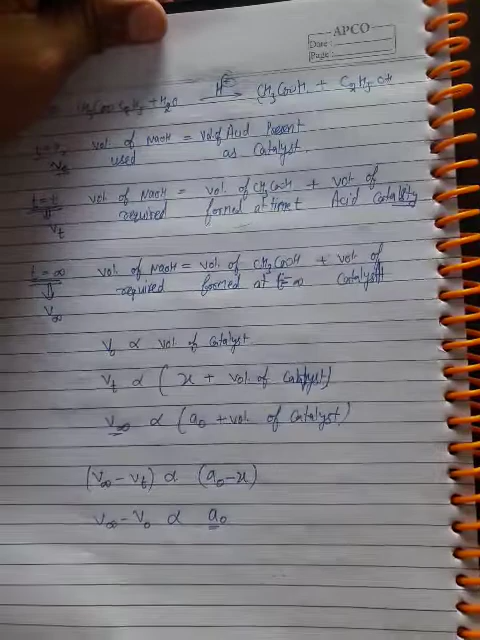 APCO
Date:
Page:
CH3COOC2H5 + H2O H⊕ → CH3COOH + C2H5OH
t=0, vol. of NaOH = Vol of Acid Present
V0 used as Catalyst
t=t vol. of NaOH = vol. of CH3COOH + vol of
Vt required formed at time t Acid catalyst
t=∞ vol. of NaOH = vol. of CH3COOH + vol. of
V∞ required formed at t=∞ catalyst
V0 ∝ vol. of catalyst
Vt ∝ (x + vol. of catalyst)
V∞ ∝ (a0 + vol. of catalyst)
(V∞ - Vt) ∝ (a0 - x)
V∞ - V0 ∝ a0